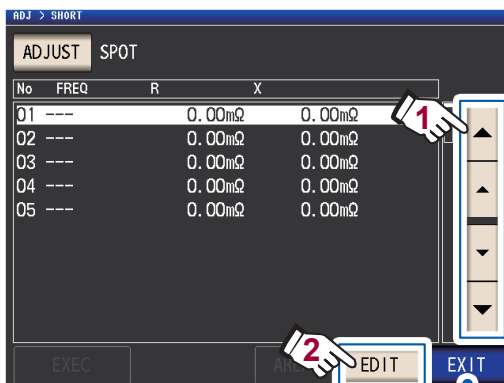 ADJ > SHORT
ADJUST SPOT
No FREQ R X
01 --- 0.00mΩ 0.00mΩ
02 --- 0.00mΩ 0.00mΩ
03 --- 0.00mΩ 0.00mΩ
04 --- 0.00mΩ 0.00mΩ
05 --- 0.00mΩ 0.00mΩ
1
2
EXEC EDIT EXIT